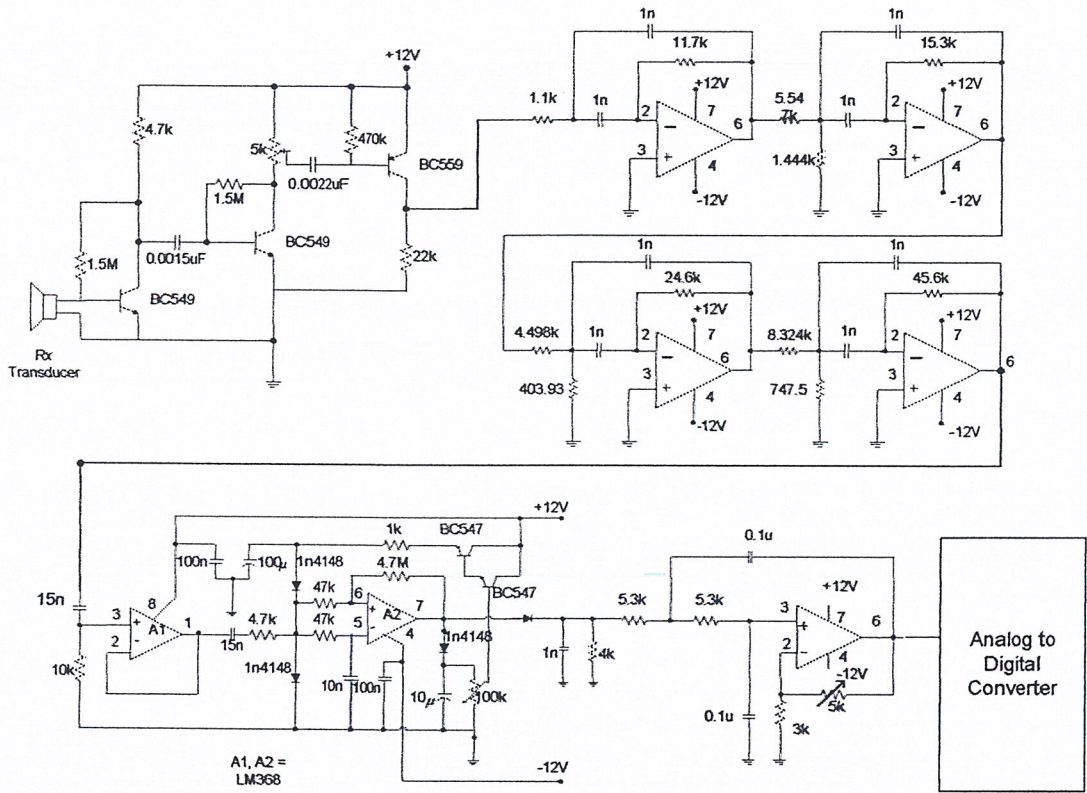 1n
1n
11.7k
15.3k
+12V
+12V
+12V
1.1k
1n
2
7
5.54
7k
1n
2
7
4.7k
5k
470k
6
6
3
4
1.444k
3
4
BC559
0.0022uF
-12V
-12V
1.5M
BC549
22k
1.5M
0.0015uF
1n
1n
24.6k
45.6k
BC549
+12V
+12V
4.498k
1n
2
7
8.324k
1n
2
7
Rx
Transducer
6
6
3
4
3
4
403.93
747.5
-12V
-12V
+12V
BC547
1k
0.1u
100n
100µ
1n4148
4.7M
BC547
15n
47k
6
5.3k
5.3k
+12V
3
8
1
A1
2
4.7k
47k
5
A2
7
4
3
7
6
2
4
Analog to
Digital
Converter
10k
15n
1n4148
1n4148
1n
4k
-12V
10n
100n
10µ
100k
5k
0.1u
3k
A1, A2 =
LM368
-12V